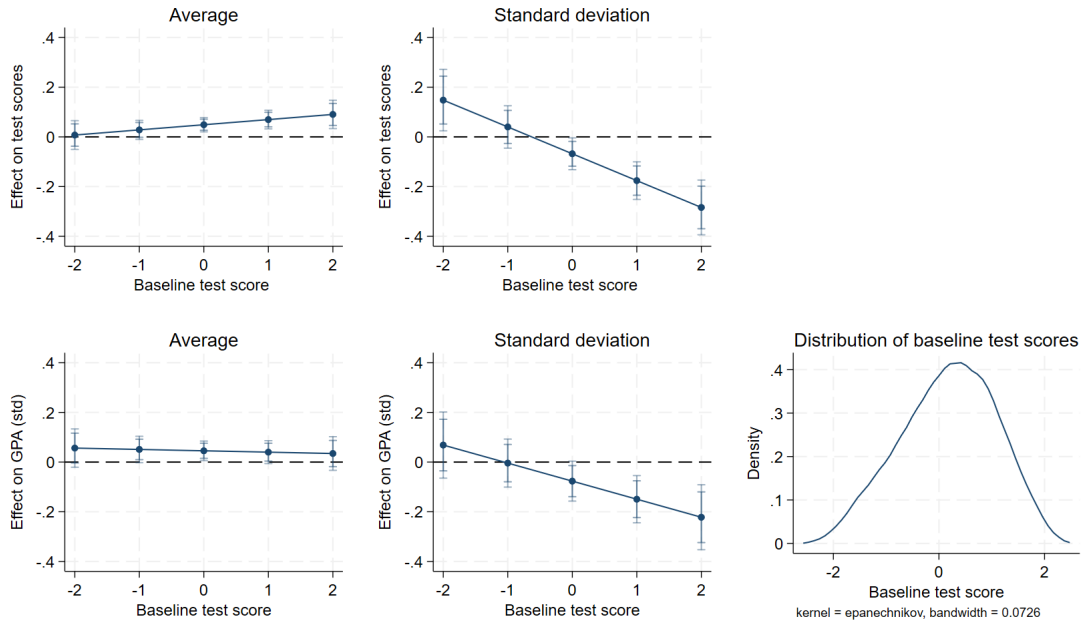 Average
Effect on test scores
.4
.2
0
-.2
-.4
-2 -1 0 1 2
Baseline test score
Standard deviation
Effect on test scores
.4
.2
0
-.2
-.4
-2 -1 0 1 2
Baseline test score
Average
Effect on GPA (std)
.4
.2
0
-.2
-.4
-2 -1 0 1 2
Baseline test score
Standard deviation
Effect on GPA (std)
.4
.2
0
-.2
-.4
-2 -1 0 1 2
Baseline test score
Distribution of baseline test scores
Density
.4
.3
.2
.1
0
-2 0 2
Baseline test score
kernel = epanechnikov, bandwidth = 0.0726